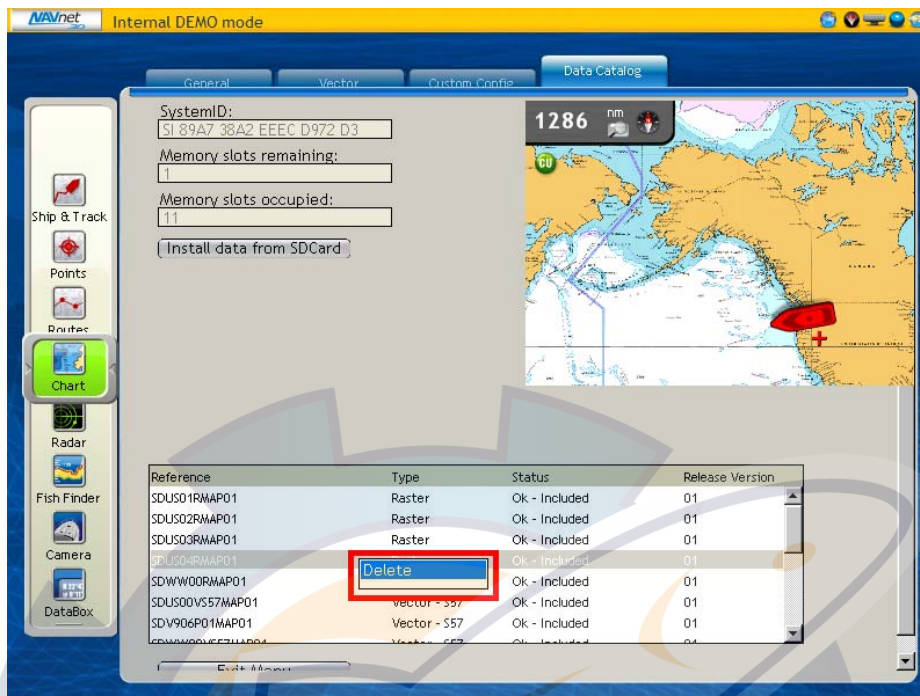 NAVnet 3D
Internal DEMO mode
General
Vector
Custom Config
Data Catalog
SystemID:
SI 89A7 38A2 EEEC D972 D3
Memory slots remaining:
1
Memory slots occupied:
11
Install data from SDCard
1286 nm
CU
Ship & Track
Points
Routes
Chart
Radar
Fish Finder
Camera
DataBox
Reference Type Status Release Version
SDUS01RMAP01 Raster Ok - Included 01
SDUS02RMAP01 Raster Ok - Included 01
SDUS03RMAP01 Raster Ok - Included 01
SDUS04RMAP01 Ok - Included 01
Delete
SDWW00RMAP01 Ok - Included 01
SDUS00VS57MAP01 Vector - S57 Ok - Included 01
SDV906P01MAP01 Vector - S57 Ok - Included 01
Exit Menu